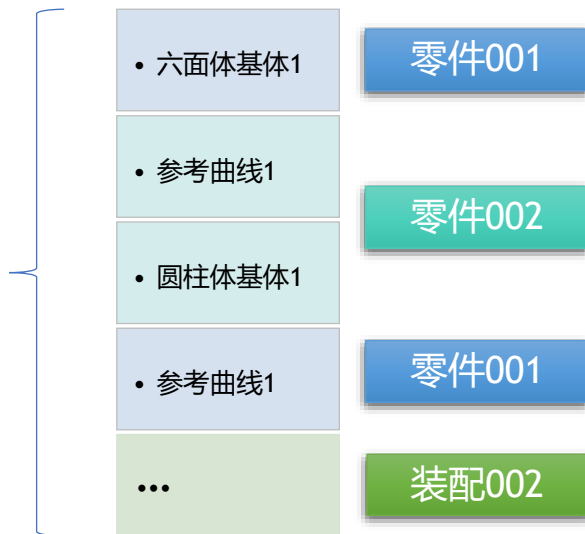 • 六面体基体1
零件001
• 参考曲线1
零件002
• 圆柱体基体1
• 参考曲线1
零件001
...
装配002